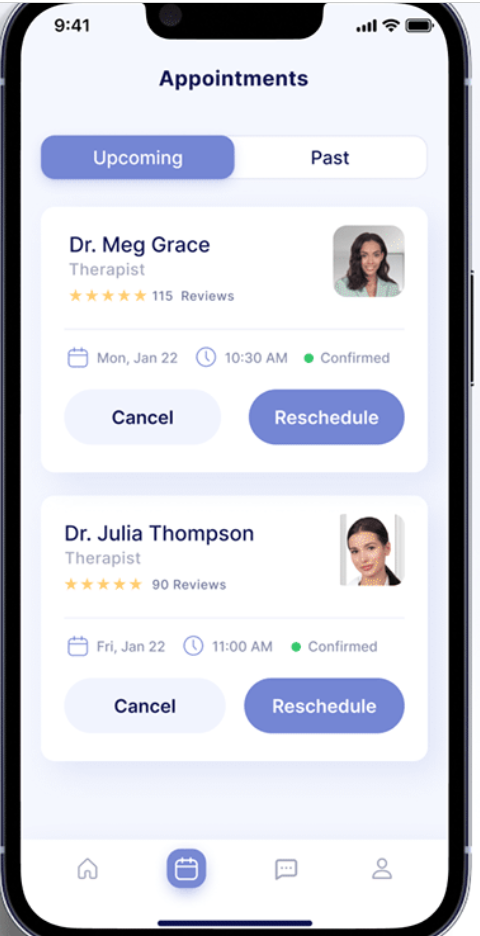 9:41
Appointments
Upcoming Past
Dr. Meg Grace
Therapist
115 Reviews
Mon, Jan 22 10:30 AM Confirmed
Cancel Reschedule
Dr. Julia Thompson
Therapist
90 Reviews
Fri, Jan 22 11:00 AM Confirmed
Cancel Reschedule